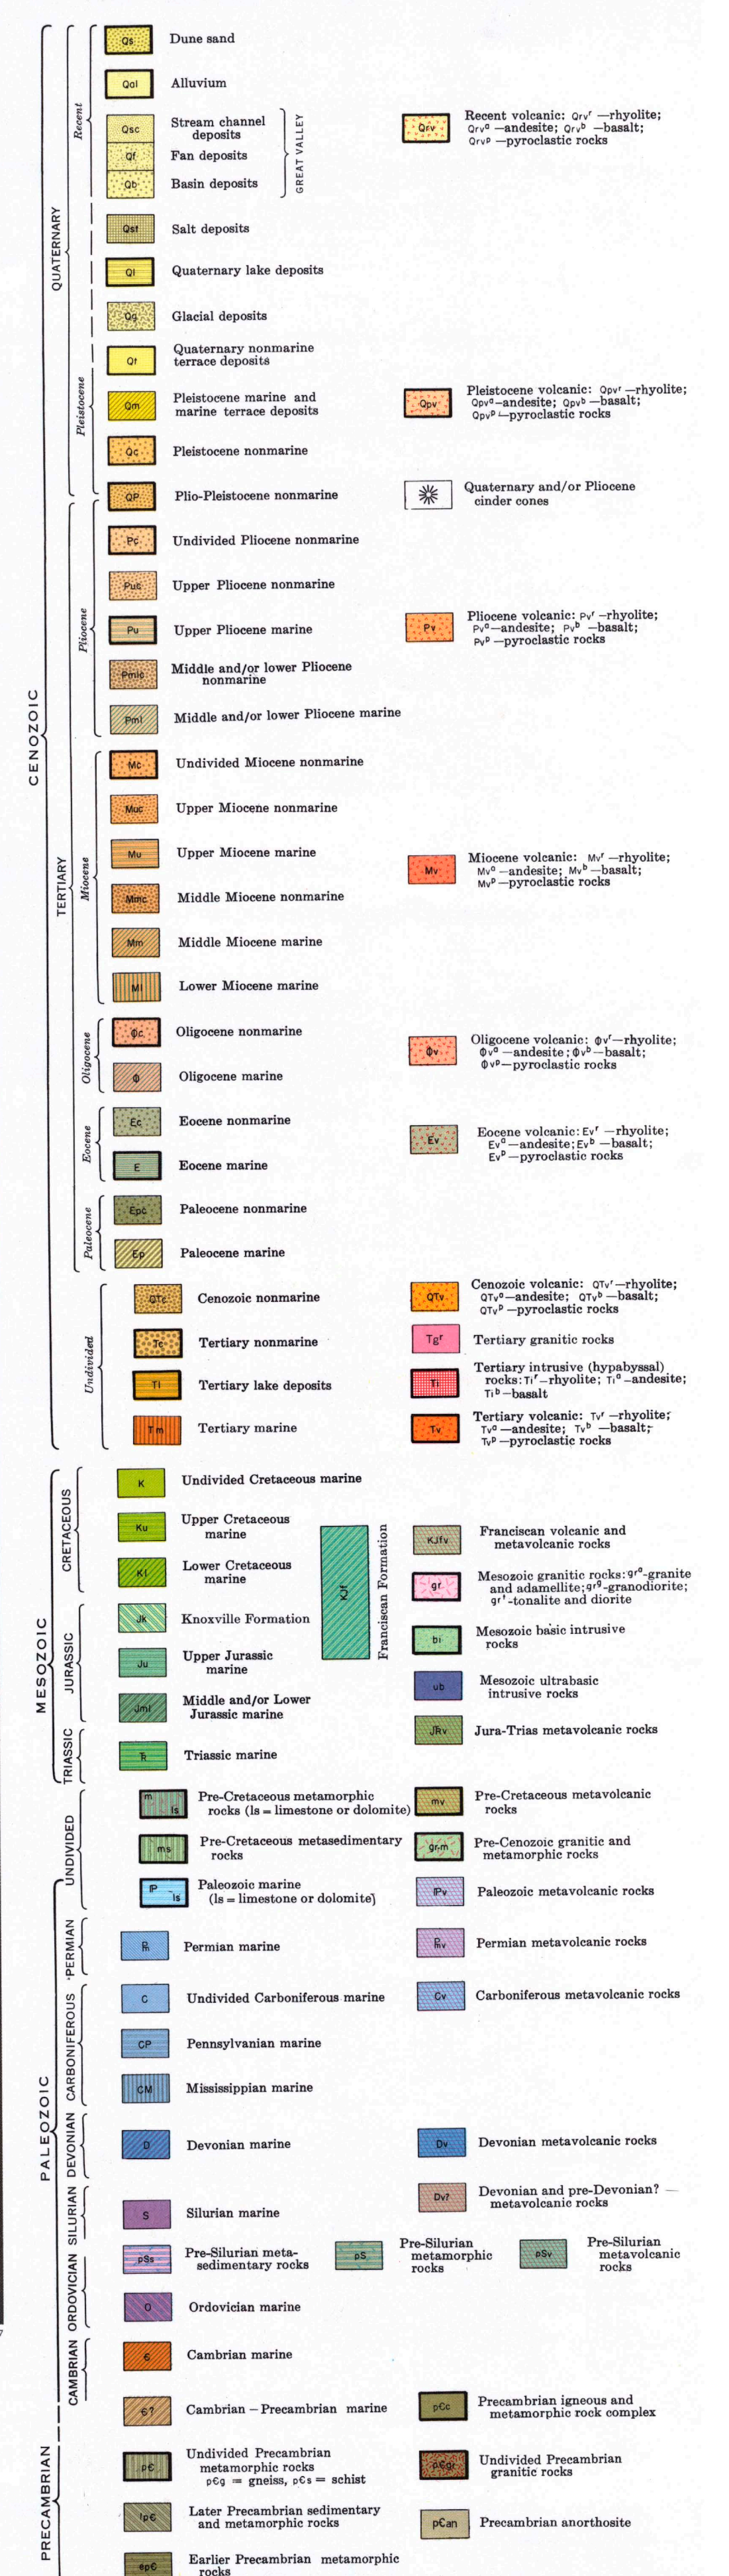 CENOZOIC
QUATERNARY
Recent
Qs Dune sand
Qal Alluvium
Qsc Stream channel
deposits
Qf Fan deposits
Qb Basin deposits
GREAT VALLEY
Qrv Recent volcanic: Qrvʳ —rhyolite;
Qrvᵃ —andesite; Qrvᵇ —basalt;
Qrvᵖ —pyroclastic rocks
Qst Salt deposits
Ql Quaternary lake deposits
Qg Glacial deposits
Qt Quaternary nonmarine
terrace deposits
Pleistocene
Qm Pleistocene marine and
marine terrace deposits
Qpv Pleistocene volcanic: Qpvʳ —rhyolite;
Qpvᵃ—andesite; Qpvᵇ —basalt;
Qpvᵖ —pyroclastic rocks
Qc Pleistocene nonmarine
QP Plio-Pleistocene nonmarine
Quaternary and/or Pliocene
cinder cones
TERTIARY
Pliocene
Pc Undivided Pliocene nonmarine
Puc Upper Pliocene nonmarine
Pu Upper Pliocene marine
Pv Pliocene volcanic: Pvʳ —rhyolite;
Pvᵃ—andesite; Pvᵇ —basalt;
Pvᵖ —pyroclastic rocks
Pmlc Middle and/or lower Pliocene
nonmarine
Pml Middle and/or lower Pliocene marine
Miocene
Mc Undivided Miocene nonmarine
Muc Upper Miocene nonmarine
Mu Upper Miocene marine
Mv Miocene volcanic: Mvʳ —rhyolite;
Mvᵃ —andesite; Mvᵇ —basalt;
Mvᵖ —pyroclastic rocks
Mmc Middle Miocene nonmarine
Mm Middle Miocene marine
Ml Lower Miocene marine
Oligocene
Φc Oligocene nonmarine
Φv Oligocene volcanic: Φvʳ—rhyolite;
Φvᵃ —andesite; Φvᵇ—basalt;
Φvᵖ—pyroclastic rocks
Φ Oligocene marine
Eocene
Ec Eocene nonmarine
Ev Eocene volcanic: Evʳ —rhyolite;
Evᵃ—andesite; Evᵇ —basalt;
Evᵖ —pyroclastic rocks
E Eocene marine
Paleocene
Epc Paleocene nonmarine
Ep Paleocene marine
Undivided
QTc Cenozoic nonmarine
QTv Cenozoic volcanic: QTvʳ—rhyolite;
QTvᵃ—andesite; QTvᵇ —basalt;
QTvᵖ —pyroclastic rocks
Tc Tertiary nonmarine
Tgʳ Tertiary granitic rocks
Tl Tertiary lake deposits
Ti Tertiary intrusive (hypabyssal)
rocks: Tiʳ—rhyolite; Tiᵃ —andesite;
Tiᵇ—basalt
Tm Tertiary marine
Tv Tertiary volcanic: Tvʳ —rhyolite;
Tvᵃ —andesite; Tvᵇ —basalt;
Tvᵖ —pyroclastic rocks
MESOZOIC
CRETACEOUS
K Undivided Cretaceous marine
Ku Upper Cretaceous
marine
Kl Lower Cretaceous
marine
KJf
Franciscan Formation
KJfv Franciscan volcanic and
metavolcanic rocks
gr Mesozoic granitic rocks: grᵃ-granite
and adamellite; grᵍ-granodiorite;
grᵗ-tonalite and diorite
JURASSIC
Jk Knoxville Formation
bi Mesozoic basic intrusive
rocks
Ju Upper Jurassic
marine
ub Mesozoic ultrabasic
intrusive rocks
Jml Middle and/or Lower
Jurassic marine
JRv Jura-Trias metavolcanic rocks
TRIASSIC
Ꞧ Triassic marine
UNDIVIDED
m ls Pre-Cretaceous metamorphic
rocks (ls = limestone or dolomite)
mv Pre-Cretaceous metavolcanic
rocks
ms Pre-Cretaceous metasedimentary
rocks
gr-m Pre-Cenozoic granitic and
metamorphic rocks
IP ls Paleozoic marine
(ls = limestone or dolomite)
IPv Paleozoic metavolcanic rocks
PALEOZOIC
PERMIAN
Pm Permian marine
Pmv Permian metavolcanic rocks
CARBONIFEROUS
C Undivided Carboniferous marine
Cv Carboniferous metavolcanic rocks
CP Pennsylvanian marine
CM Mississippian marine
DEVONIAN
D Devonian marine
Dv Devonian metavolcanic rocks
Dv? Devonian and pre-Devonian?
metavolcanic rocks
SILURIAN
S Silurian marine
pSs Pre-Silurian meta-
sedimentary rocks
pS Pre-Silurian
metamorphic
rocks
pSv Pre-Silurian
metavolcanic
rocks
ORDOVICIAN
O Ordovician marine
CAMBRIAN
Є Cambrian marine
Є? Cambrian – Precambrian marine
pЄc Precambrian igneous and
metamorphic rock complex
PRECAMBRIAN
pЄ Undivided Precambrian
metamorphic rocks
pЄg = gneiss, pЄs = schist
pЄgr Undivided Precambrian
granitic rocks
lpЄ Later Precambrian sedimentary
and metamorphic rocks
pЄan Precambrian anorthosite
epЄ Earlier Precambrian metamorphic
rocks